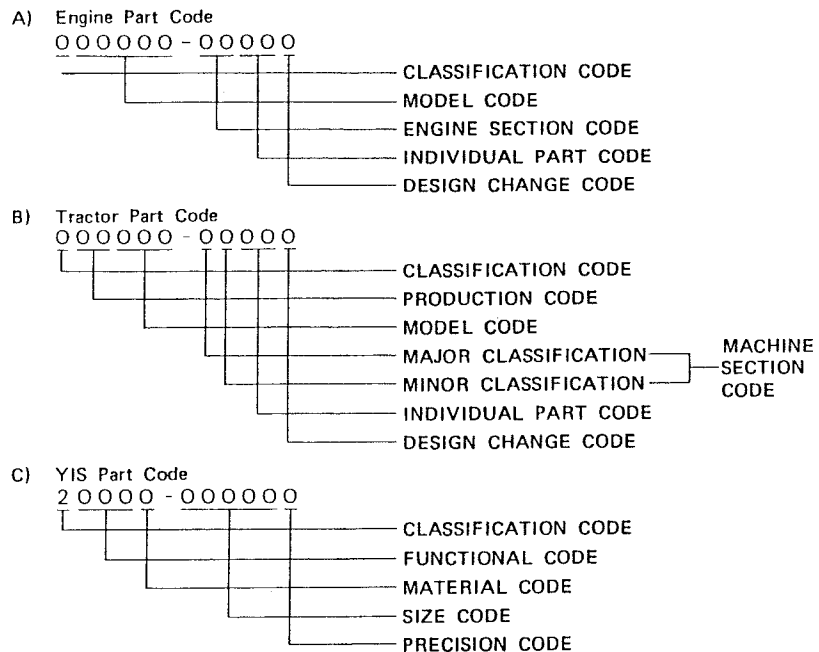 A) Engine Part Code
000000-00000
CLASSIFICATION CODE
MODEL CODE
ENGINE SECTION CODE
INDIVIDUAL PART CODE
DESIGN CHANGE CODE
B) Tractor Part Code
000000-00000
CLASSIFICATION CODE
PRODUCTION CODE
MODEL CODE
MAJOR CLASSIFICATION
MINOR CLASSIFICATION
MACHINE
SECTION
CODE
INDIVIDUAL PART CODE
DESIGN CHANGE CODE
C) YIS Part Code
20000-000000
CLASSIFICATION CODE
FUNCTIONAL CODE
MATERIAL CODE
SIZE CODE
PRECISION CODE